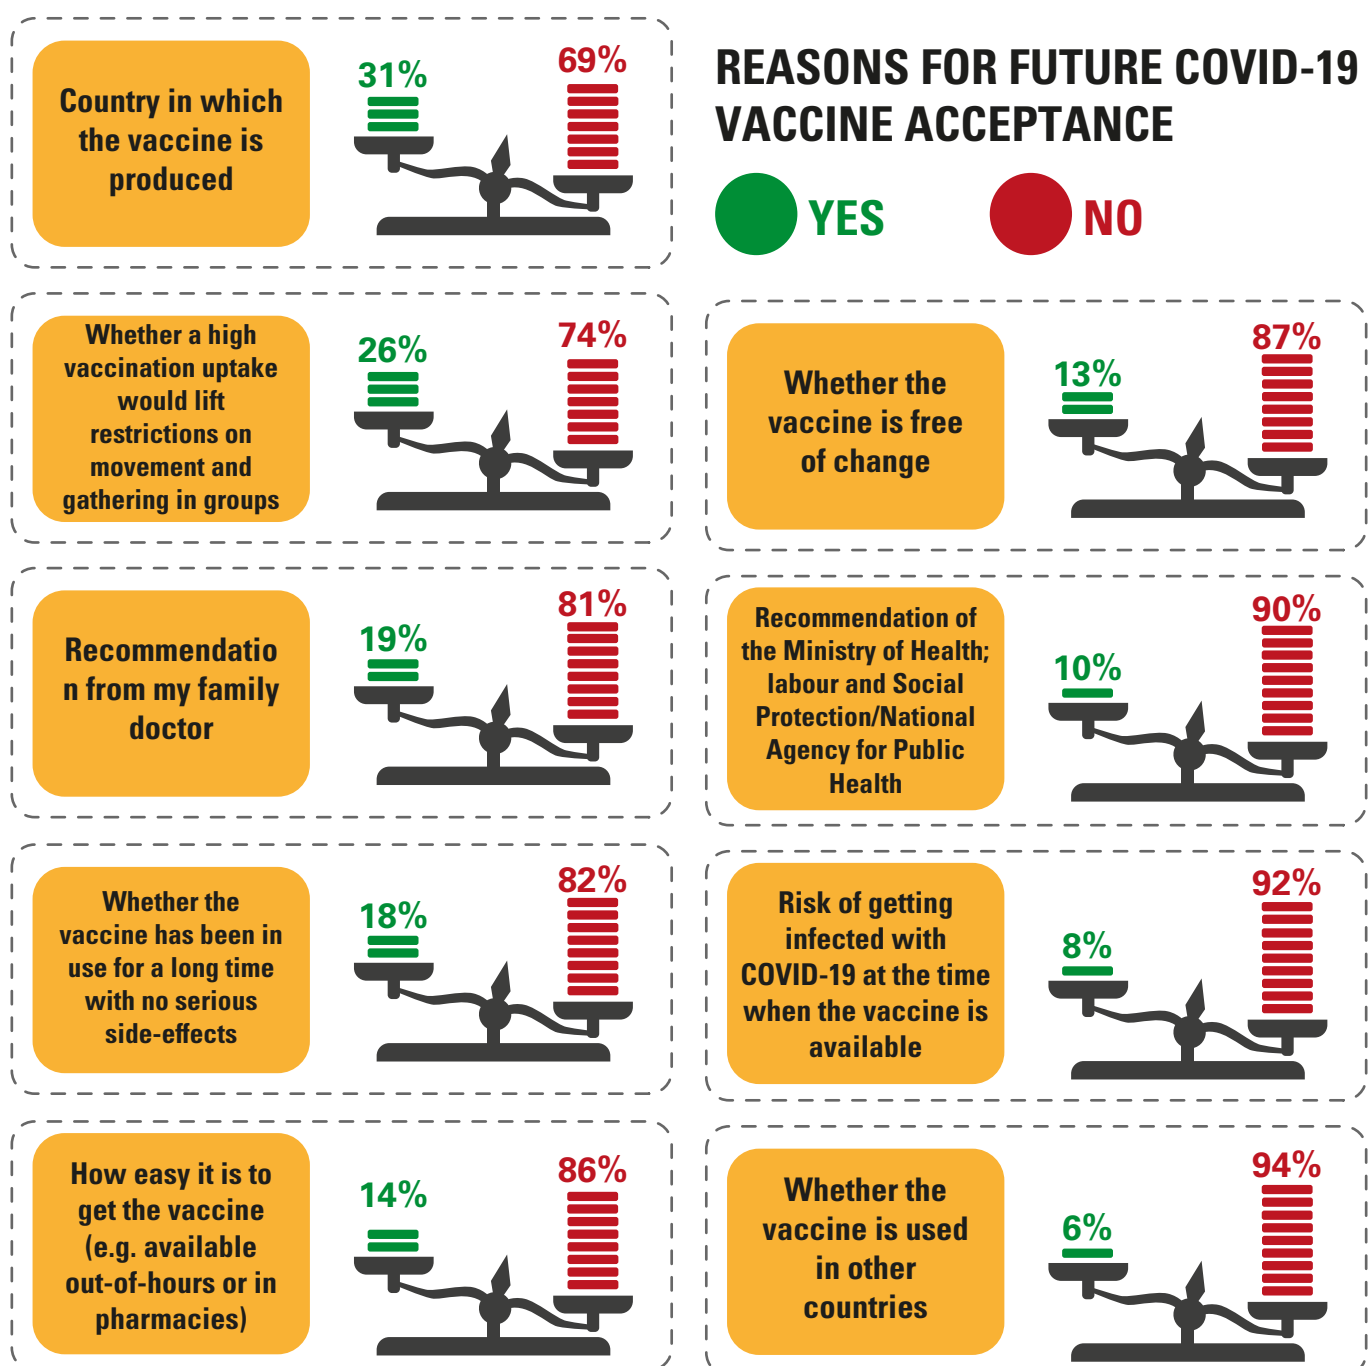 REASONS FOR FUTURE COVID-19
VACCINE ACCEPTANCE
YES
NO
Country in which
the vaccine is
produced
31%
69%
Whether a high
vaccination uptake
would lift
restrictions on
movement and
gathering in groups
26%
74%
Recommendatio
n from my family
doctor
19%
81%
Whether the
vaccine has been in
use for a long time
with no serious
side-effects
18%
82%
How easy it is to
get the vaccine
(e.g. available
out-of-hours or in
pharmacies)
14%
86%
Whether the
vaccine is free
of change
13%
87%
Recommendation of
the Ministry of Health;
labour and Social
Protection/National
Agency for Public
Health
10%
90%
Risk of getting
infected with
COVID-19 at the time
when the vaccine is
available
8%
92%
Whether the
vaccine is used
in other
countries
6%
94%